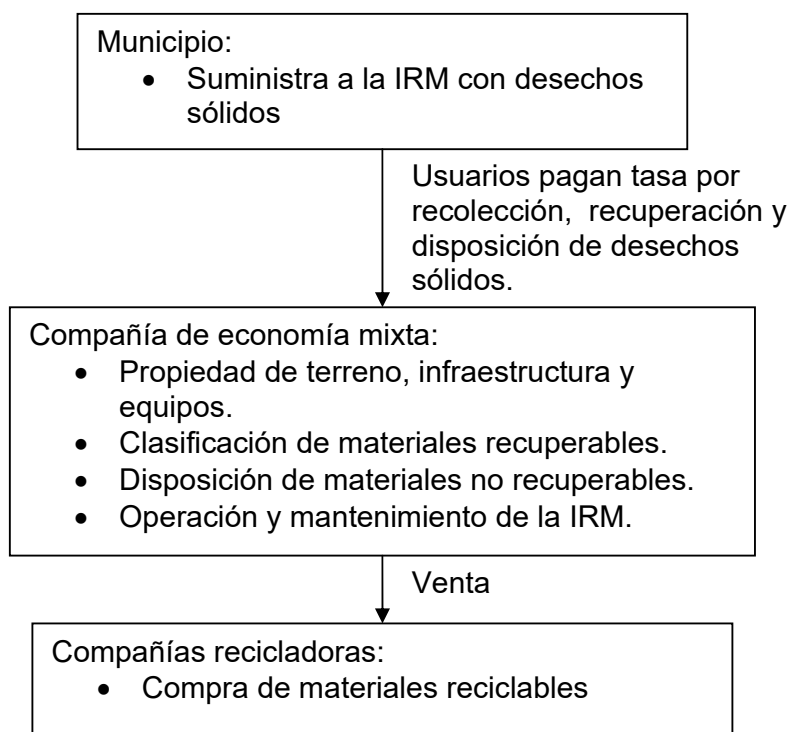 Municipio:
• Suministra a la IRM con desechos
sólidos
Usuarios pagan tasa por
recolección, recuperación y
disposición de desechos
sólidos.
Compañía de economía mixta:
• Propiedad de terreno, infraestructura y
equipos.
• Clasificación de materiales recuperables.
• Disposición de materiales no recuperables.
• Operación y mantenimiento de la IRM.
Venta
Compañías recicladoras:
• Compra de materiales reciclables